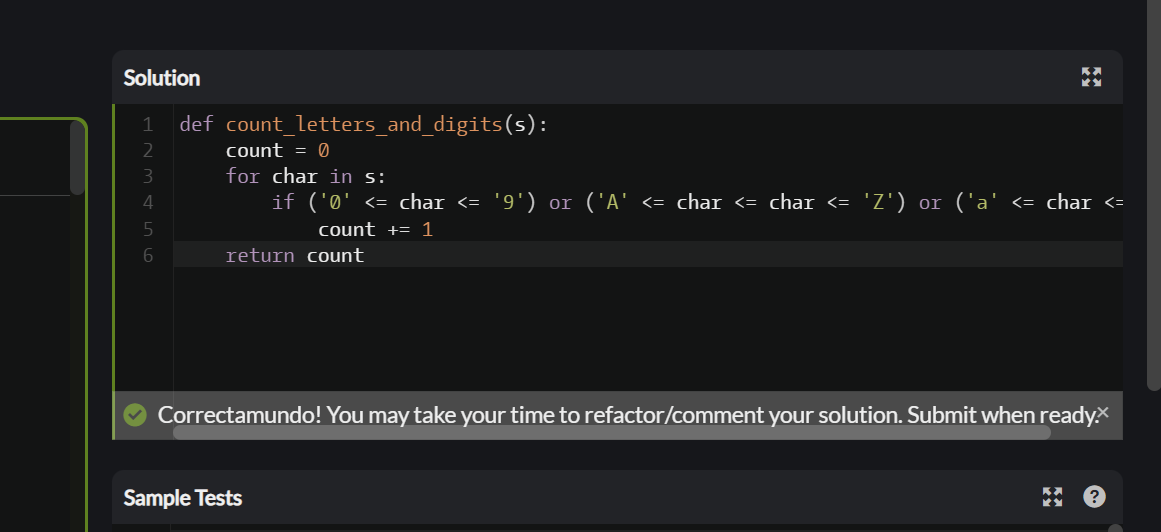 Solution
1 def count_letters_and_digits(s):
2     count = 0
3     for char in s:
4         if ('0' <= char <= '9') or ('A' <= char <= char <= 'Z') or ('a' <= char <=
5             count += 1
6     return count
Correctamundo! You may take your time to refactor/comment your solution. Submit when ready.×
Sample Tests ?